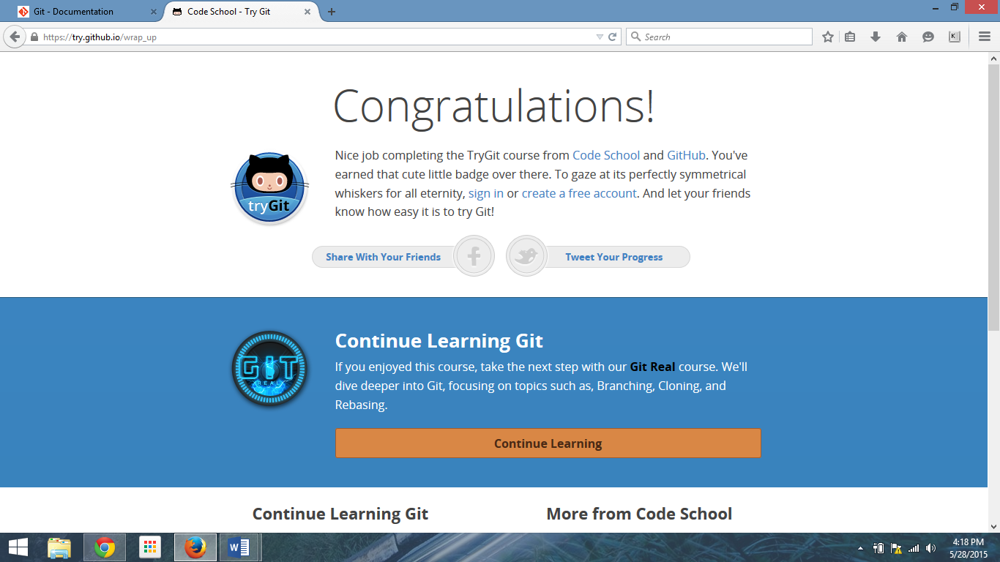 Git - Documentation
Code School - Try Git
https://try.github.io/wrap_up
Search
K
Congratulations!
Nice job completing the TryGit course from Code School and GitHub. You've
earned that cute little badge over there. To gaze at its perfectly symmetrical
whiskers for all eternity, sign in or create a free account. And let your friends
know how easy it is to try Git!
tryGit
Share With Your Friends
Tweet Your Progress
GIT
REAL
Continue Learning Git
If you enjoyed this course, take the next step with our Git Real course. We'll
dive deeper into Git, focusing on topics such as, Branching, Cloning, and
Rebasing.
Continue Learning
Continue Learning Git
More from Code School
4:18 PM
5/28/2015